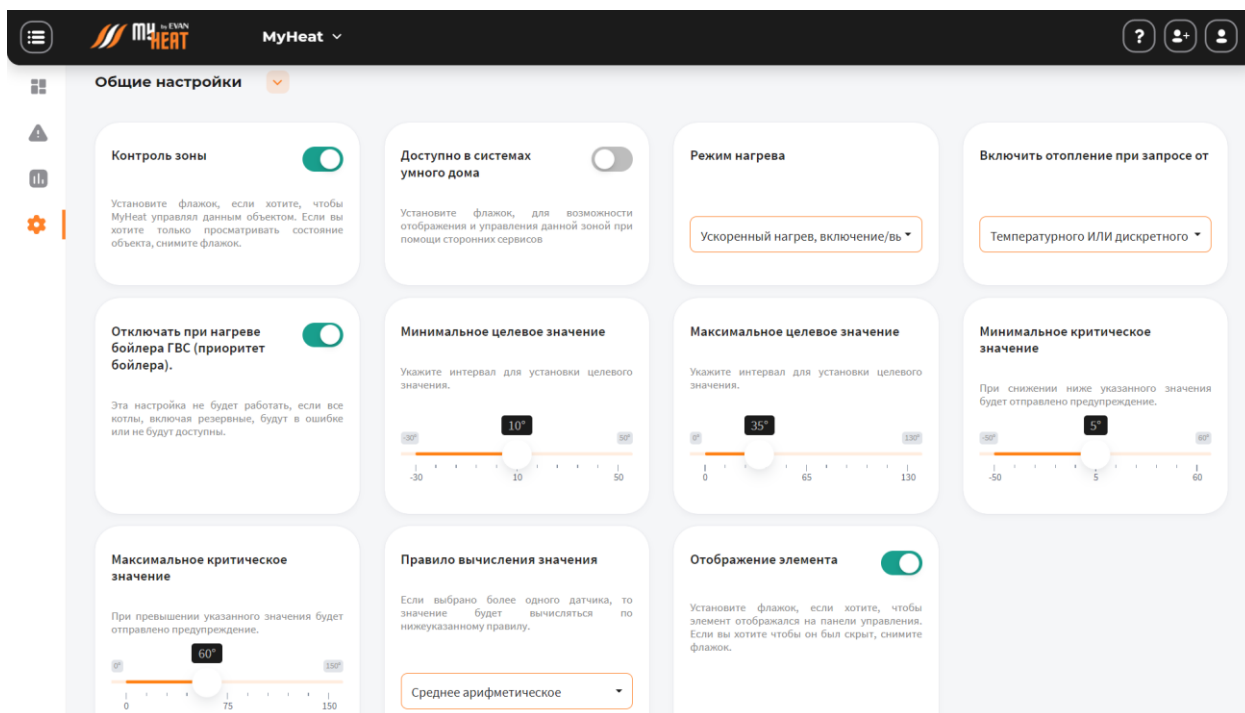 by EVAN
MY HEAT
MyHeat
?
Общие настройки
Контроль зоны
Установите флажок, если хотите, чтобы
MyHeat управлял данным объектом. Если вы
хотите только просматривать состояние
объекта, снимите флажок.
Доступно в системах
умного дома
Установите флажок, для возможности
отображения и управления данной зоной при
помощи сторонних сервисов
Режим нагрева
Ускоренный нагрев, включение/вы
Включить отопление при запросе от
Температурного ИЛИ дискретного
Отключать при нагреве
бойлера ГВС (приоритет
бойлера).
Эта настройка не будет работать, если все
котлы, включая резервные, будут в ошибке
или не будут доступны.
Минимальное целевое значение
Укажите интервал для установки целевого
значения.
10°
-30° 50°
-30 10 50
Максимальное целевое значение
Укажите интервал для установки целевого
значения.
35°
0° 130°
0 65 130
Минимальное критическое
значение
При снижении ниже указанного значения
будет отправлено предупреждение.
5°
-50° 60°
-50 5 60
Максимальное критическое
значение
При превышении указанного значения будет
отправлено предупреждение.
60°
0° 150°
0 75 150
Правило вычисления значения
Если выбрано более одного датчика, то
значение будет вычисляться по
нижеуказанному правилу.
Среднее арифметическое
Отображение элемента
Установите флажок, если хотите, чтобы
элемент отображался на панели управления.
Если вы хотите чтобы он был скрыт, снимите
флажок.